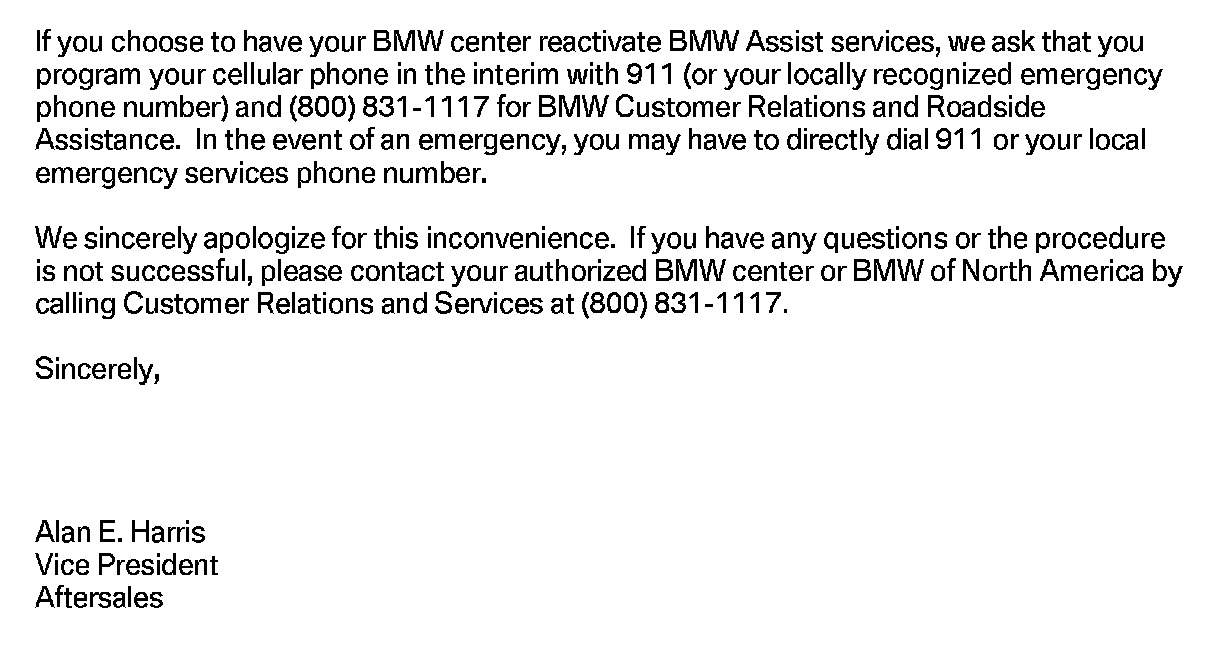 If you choose to have your BMW center reactivate BMW Assist services, we ask that you
program your cellular phone in the interim with 911 (or your locally recognized emergency
phone number) and (800) 831-1117 for BMW Customer Relations and Roadside
Assistance.  In the event of an emergency, you may have to directly dial 911 or your local
emergency services phone number.
We sincerely apologize for this inconvenience.  If you have any questions or the procedure
is not successful, please contact your authorized BMW center or BMW of North America by
calling Customer Relations and Services at (800) 831-1117.
Sincerely,
Alan E. Harris
Vice President
Aftersales